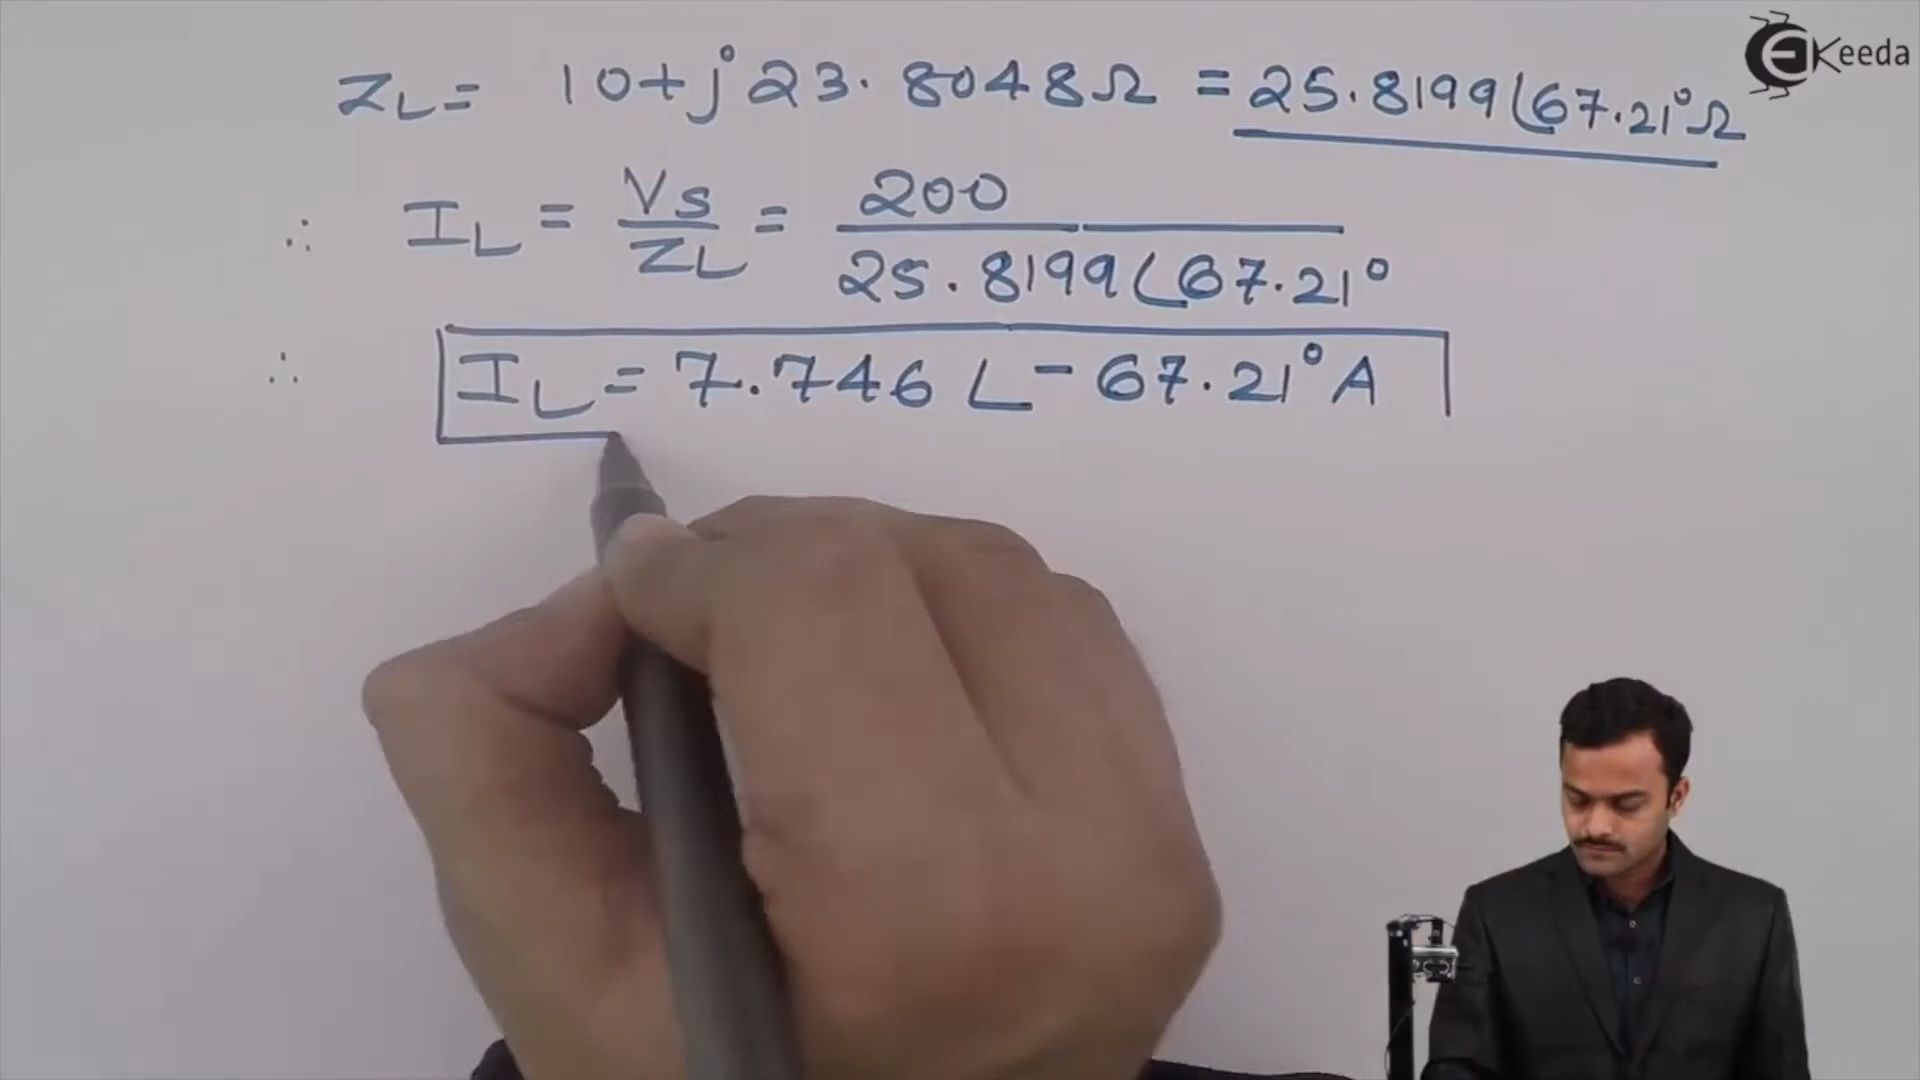 EKeeda
ZL = 10+j23.8048Ω = 25.8199∠67.21°Ω
∴ IL = Vs/ZL = 200/25.8199∠67.21°
∴ IL = 7.746∠-67.21°A